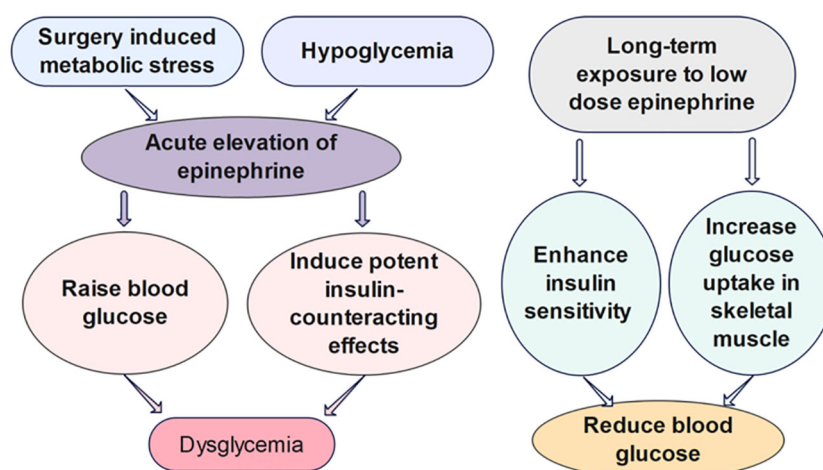 Surgery induced
metabolic stress
Hypoglycemia
Acute elevation of
epinephrine
Raise blood
glucose
Induce potent
insulin-
counteracting
effects
Dysglycemia
Long-term
exposure to low
dose epinephrine
Enhance
insulin
sensitivity
Increase
glucose
uptake in
skeletal
muscle
Reduce blood
glucose